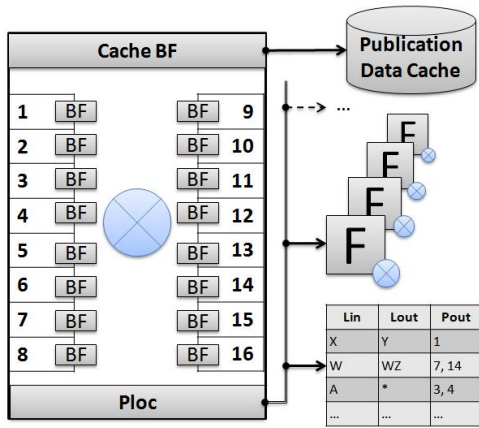 Cache BF
Publication
Data Cache
1 BF BF 9
2 BF BF 10
3 BF BF 11
4 BF BF 12
5 BF BF 13
6 BF BF 14
7 BF BF 15
8 BF BF 16
Ploc
...
F
F
F
F
Lin Lout Pout
X Y 1
W WZ 7, 14
A * 3, 4
... ... ...